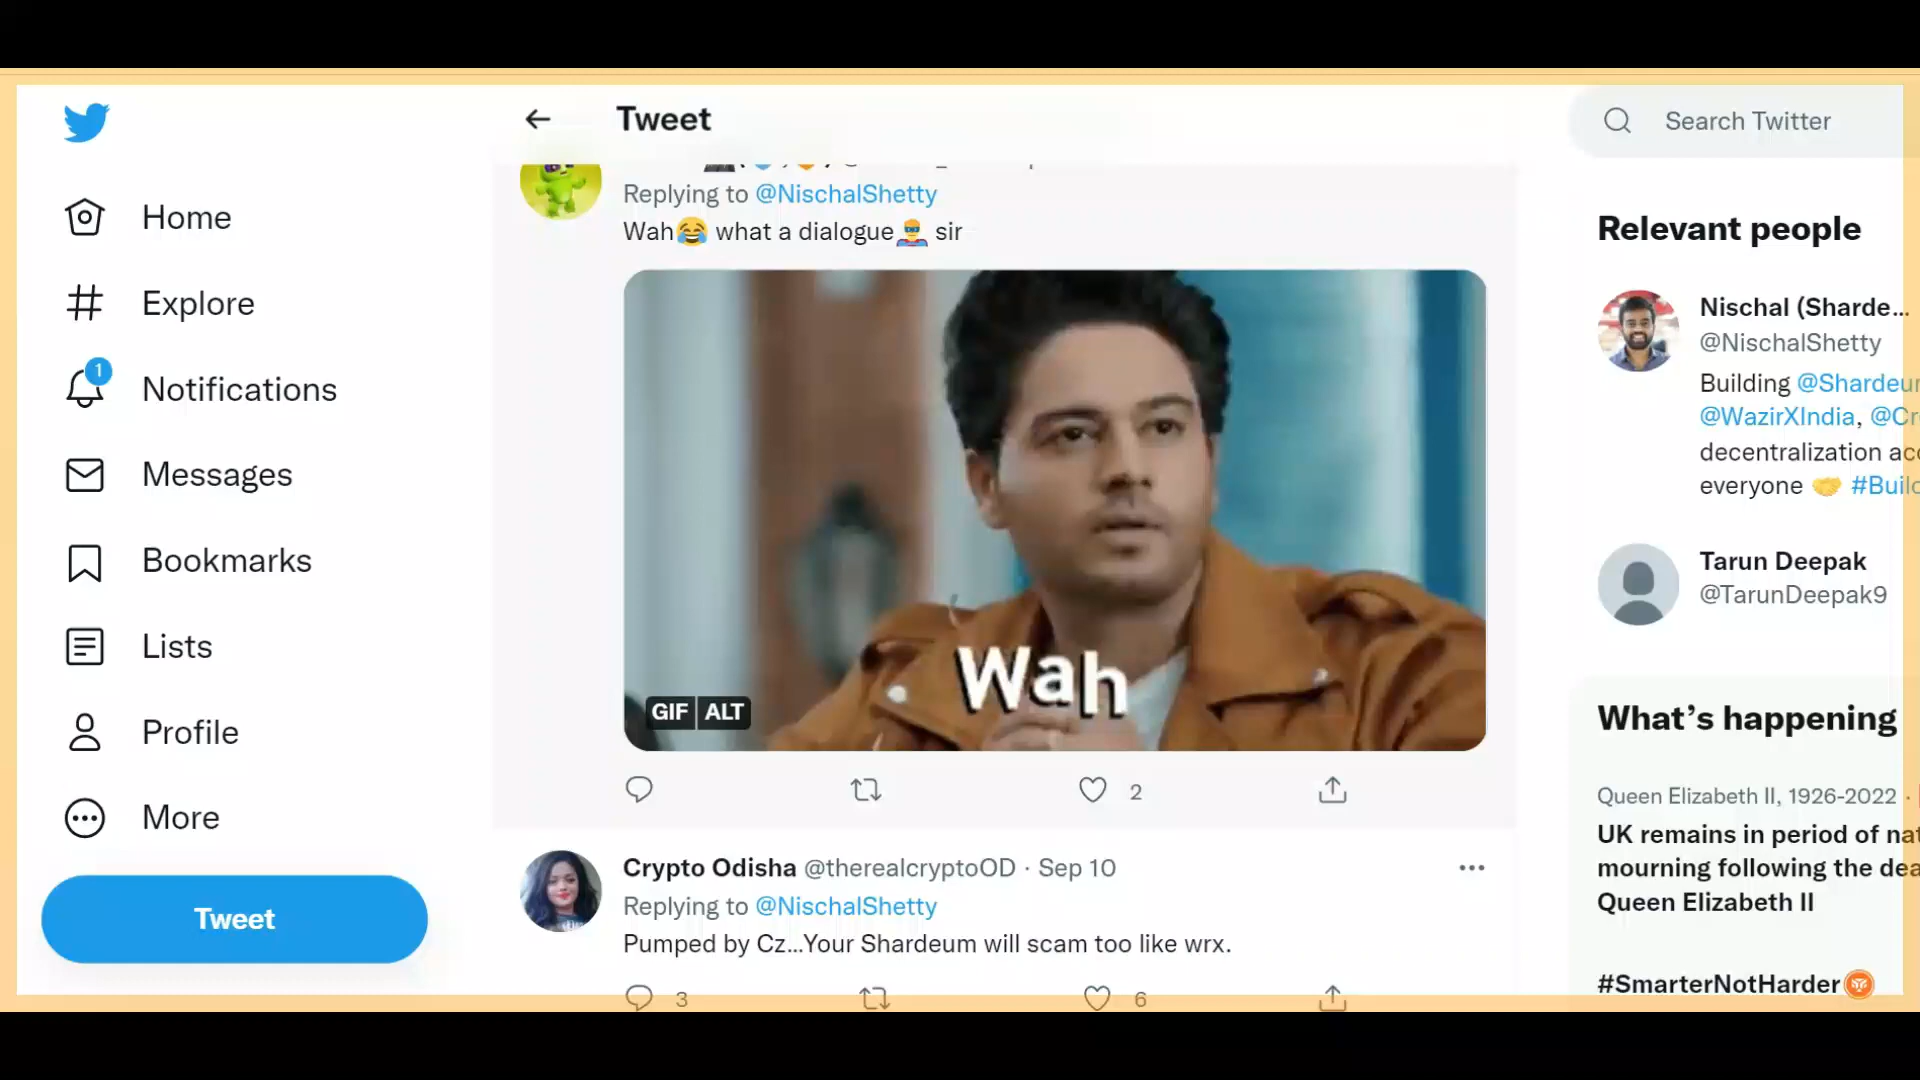 Tweet
Search Twitter
Home
Explore
1
Notifications
Messages
Bookmarks
Lists
Profile
More
Tweet
Replying to @NischalShetty
Wah😂 what a dialogue🦸‍♂️ sir
Wah
GIF ALT
2
Crypto Odisha @therealcryptoOD · Sep 10
Replying to @NischalShetty
Pumped by Cz...Your Shardeum will scam too like wrx.
3
6
Relevant people
Nischal (Sharde...
@NischalShetty
Building @Shardeu
@WazirXIndia, @Cr
decentralization acc
everyone 🤝 #Buil
Tarun Deepak
@TarunDeepak9
What's happening
Queen Elizabeth II, 1926-2022 ·
UK remains in period of nat
mourning following the dea
Queen Elizabeth II
#SmarterNotHarder